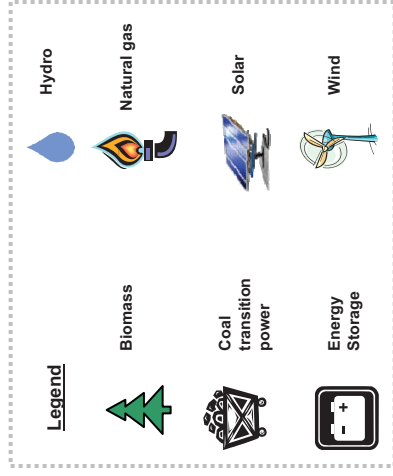 Legend
Hydro
Biomass
Natural gas
Coal
transition
power
Solar
Energy
Storage
Wind
- +